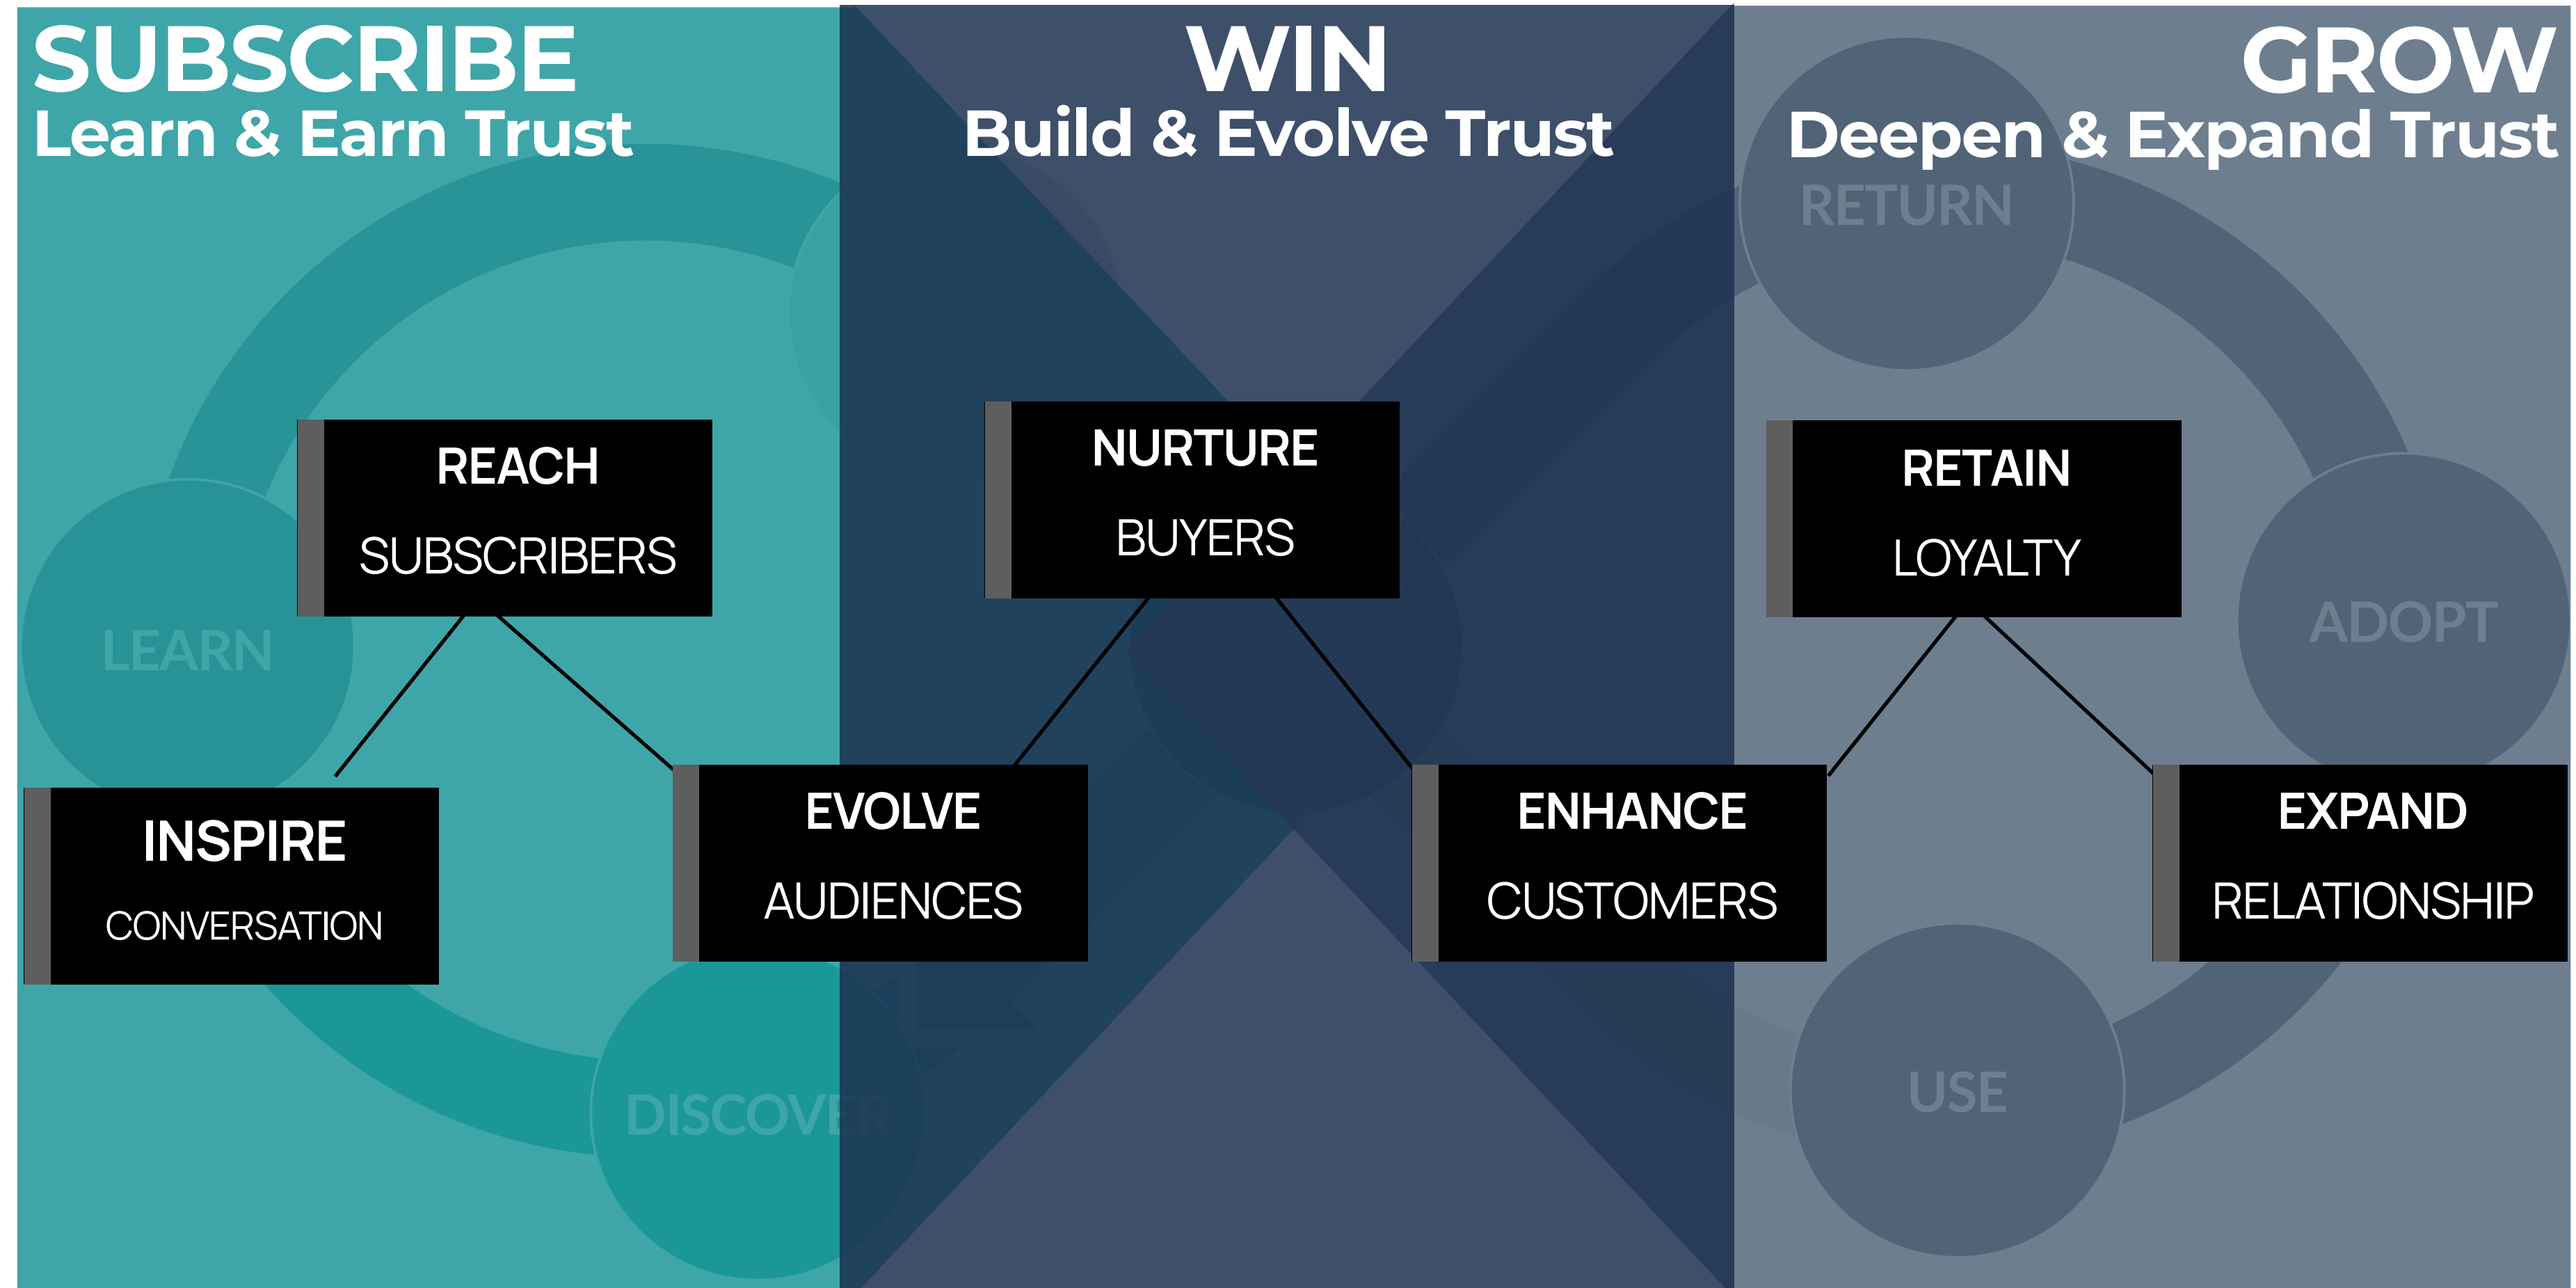 SUBSCRIBE
Learn & Earn Trust
WIN
Build & Evolve Trust
GROW
Deepen & Expand Trust
RETURN
REACH
SUBSCRIBERS
NURTURE
BUYERS
RETAIN
LOYALTY
LEARN
ADOPT
INSPIRE
CONVERSATION
EVOLVE
AUDIENCES
ENHANCE
CUSTOMERS
EXPAND
RELATIONSHIP
DISCOVER
USE